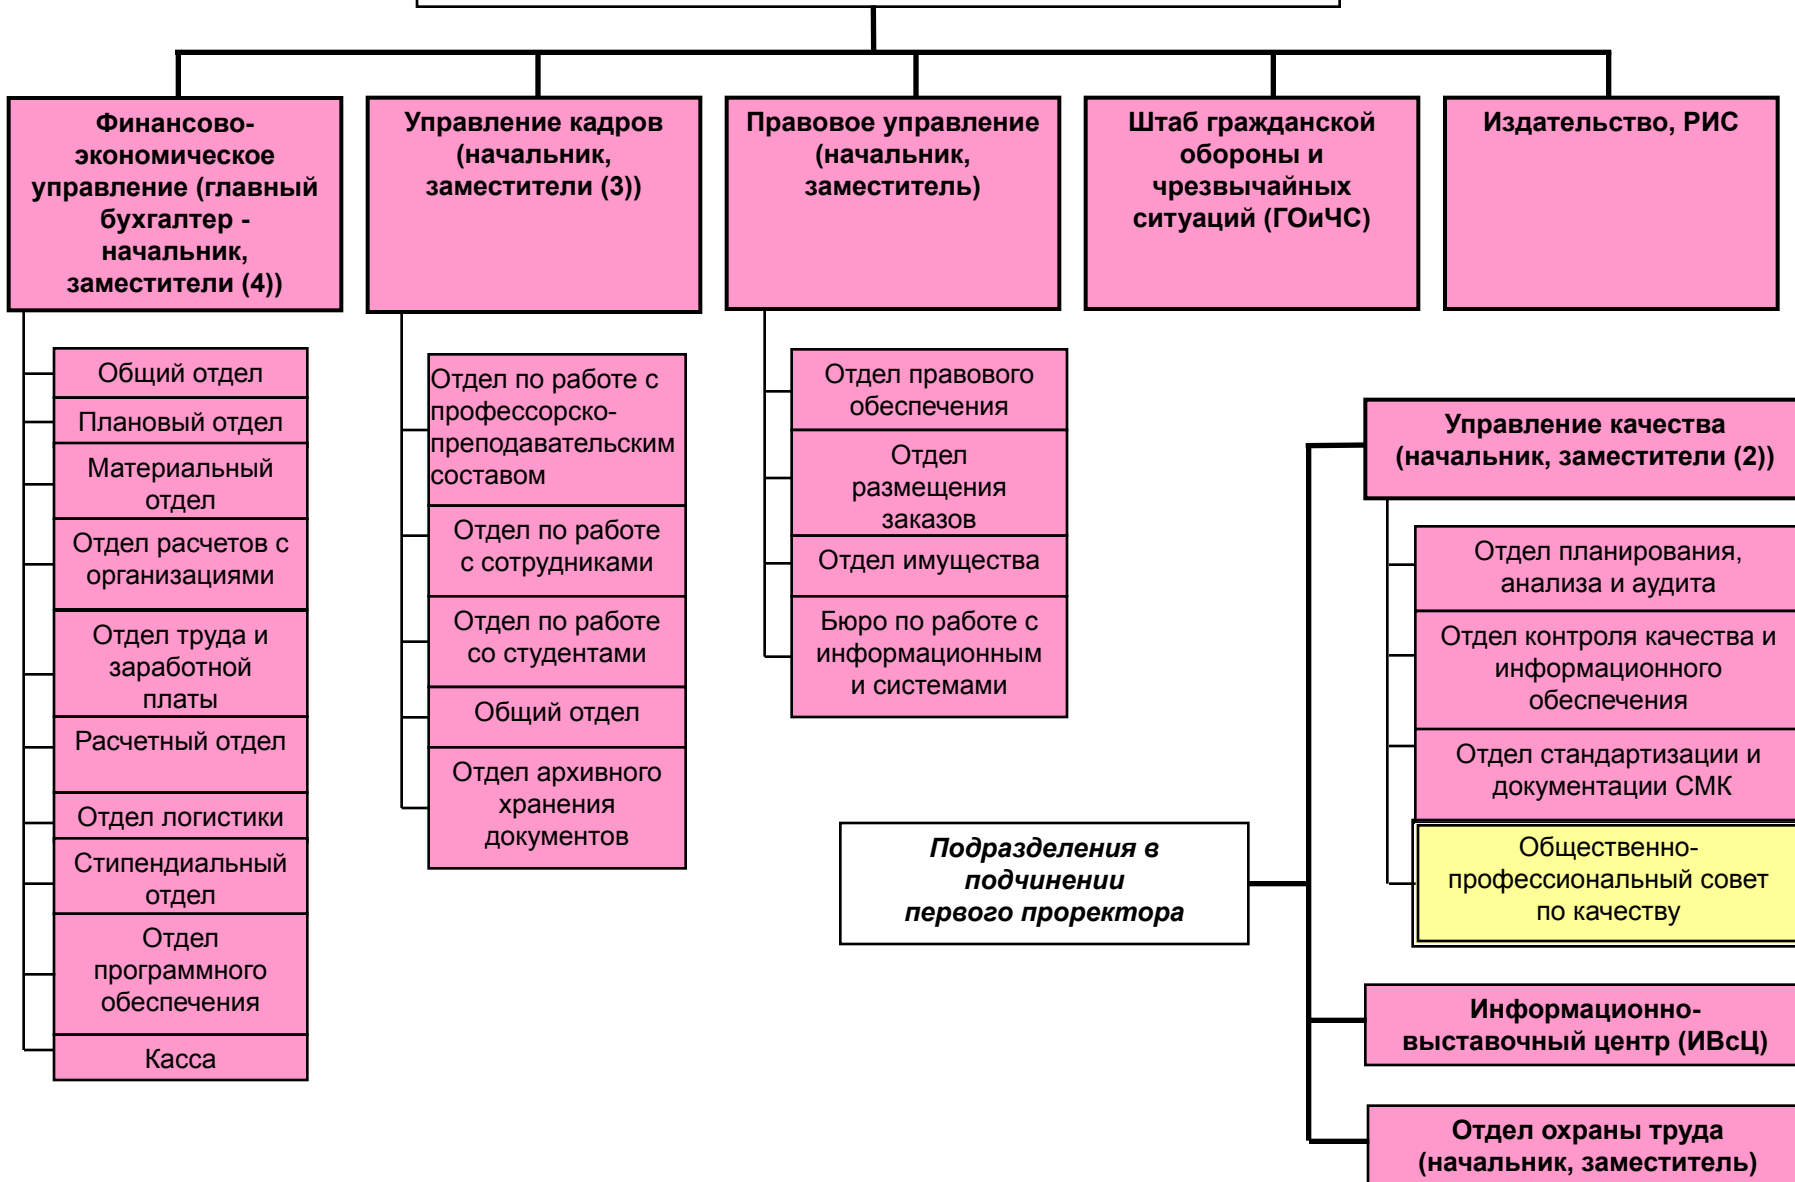 Финансово-
экономическое
управление (главный
бухгалтер -
начальник,
заместители (4))
Управление кадров
(начальник,
заместители (3))
Правовое управление
(начальник,
заместитель)
Штаб гражданской
обороны и
чрезвычайных
ситуаций (ГОиЧС)
Издательство, РИС
Общий отдел
Плановый отдел
Материальный
отдел
Отдел расчетов с
организациями
Отдел труда и
заработной
платы
Расчетный отдел
Отдел логистики
Стипендиальный
отдел
Отдел
программного
обеспечения
Касса
Отдел по работе с
профессорско-
преподавательским
составом
Отдел по работе
с сотрудниками
Отдел по работе
со студентами
Общий отдел
Отдел архивного
хранения
документов
Отдел правового
обеспечения
Отдел
размещения
заказов
Отдел имущества
Бюро по работе с
информационным
и системами
Подразделения в
подчинении
первого проректора
Управление качества
(начальник, заместители (2))
Отдел планирования,
анализа и аудита
Отдел контроля качества и
информационного
обеспечения
Отдел стандартизации и
документации СМК
Общественно-
профессиональный совет
по качеству
Информационно-
выставочный центр (ИВсЦ)
Отдел охраны труда
(начальник, заместитель)